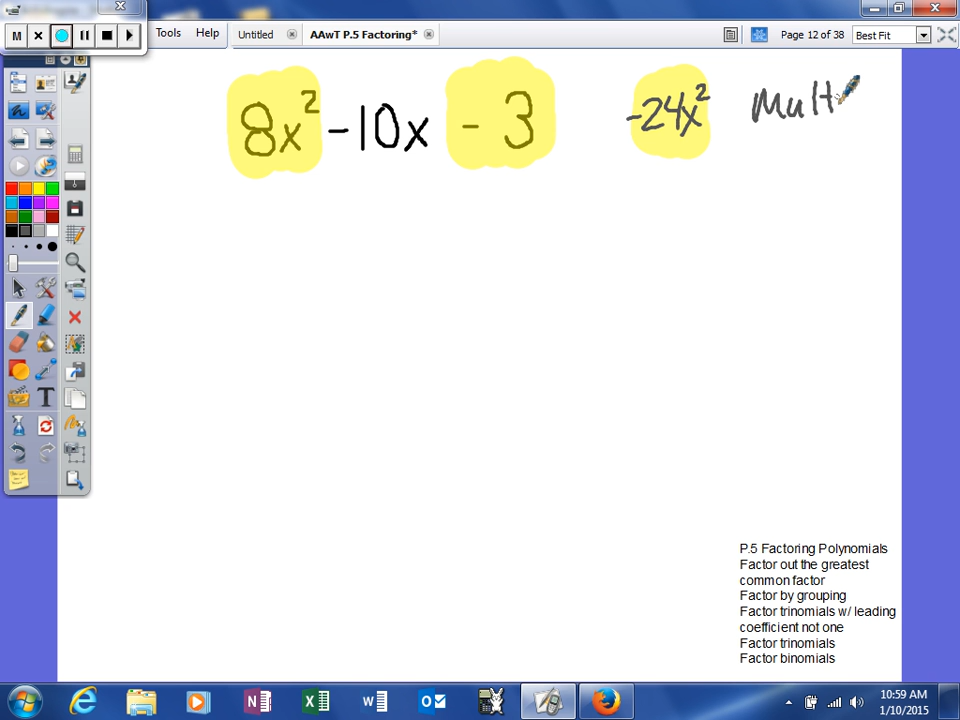 M
Tools Help Untitled AAwT P.5 Factoring* Page 12 of 38 Best Fit
8x² -10x - 3 -24x² Mult
T
P.5 Factoring Polynomials
Factor out the greatest
common factor
Factor by grouping
Factor trinomials w/ leading
coefficient not one
Factor trinomials
Factor binomials
10:59 AM
1/10/2015